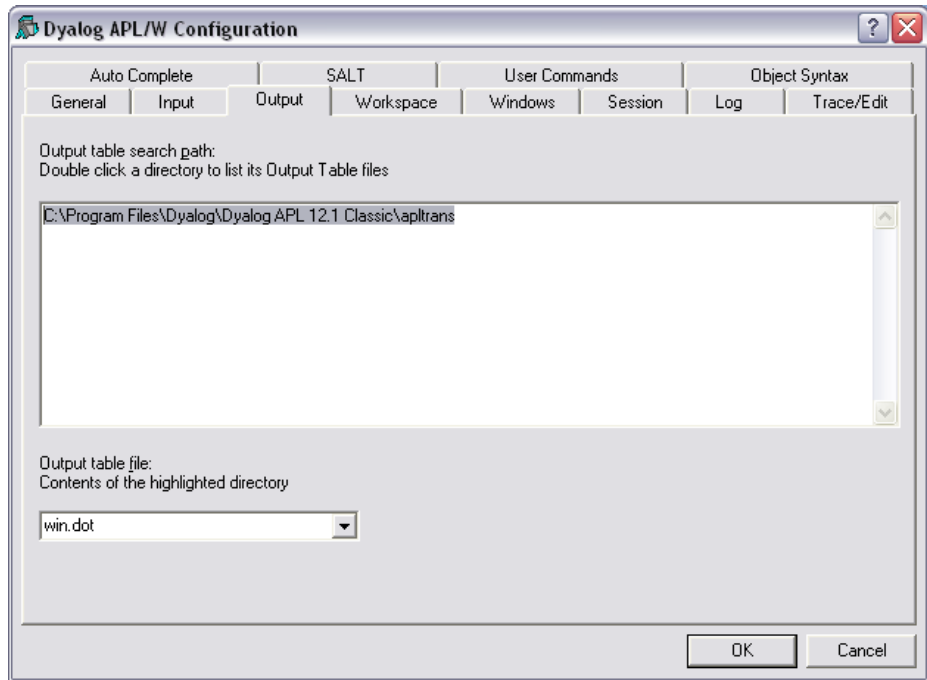 Dyalog APL/W Configuration
?
Auto Complete SALT User Commands Object Syntax
General Input Output Workspace Windows Session Log Trace/Edit
Output table search path:
Double click a directory to list its Output Table files
C:\Program Files\Dyalog\Dyalog APL 12.1 Classic\apltrans
Output table file:
Contents of the highlighted directory
win.dot
OK Cancel